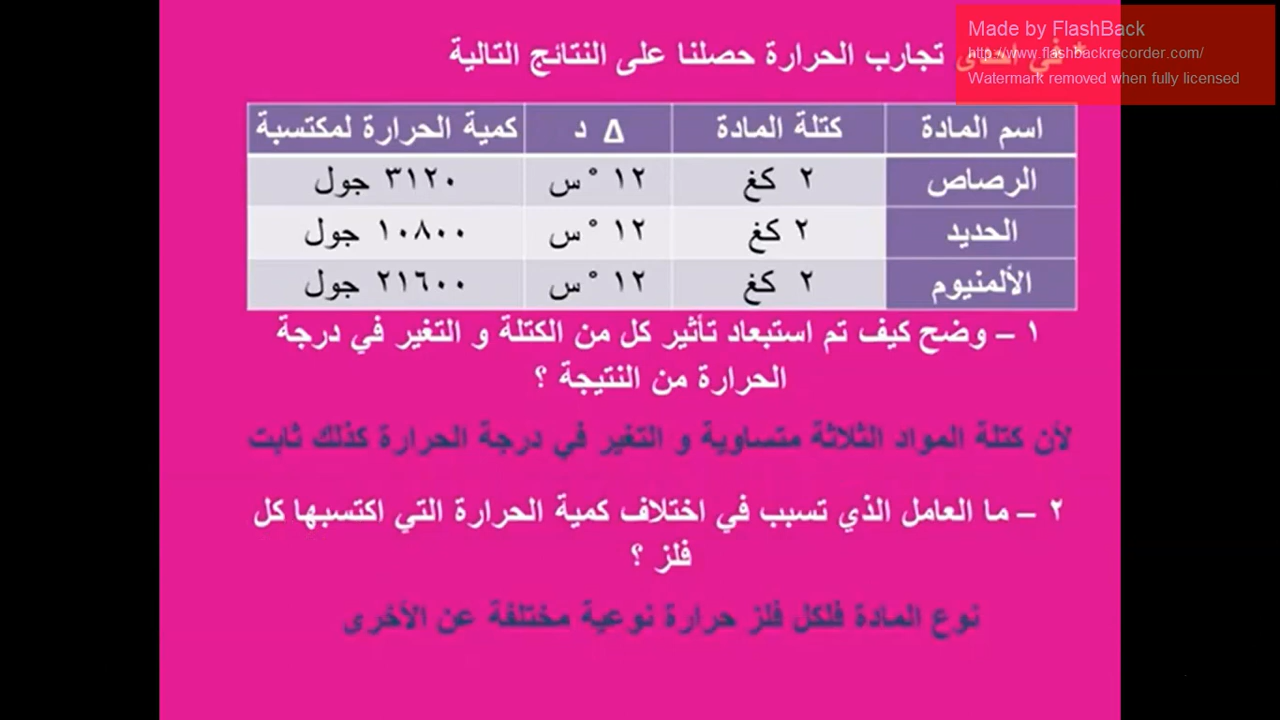 Made by FlashBack
http://www.flashbackrecorder.com/
Watermark removed when fully licensed
* في احدى تجارب الحرارة حصلنا على النتائج التالية
اسم المادة كتلة المادة Δ د كمية الحرارة لمكتسبة
الرصاص ٢ كغ ١٢ ° س ٣١٢٠ جول
الحديد ٢ كغ ١٢ ° س ١٠٨٠٠ جول
الألمنيوم ٢ كغ ١٢ ° س ٢١٦٠٠ جول
١ – وضح كيف تم استبعاد تأثير كل من الكتلة و التغير في درجة
الحرارة من النتيجة ؟
لأن كتلة المواد الثلاثة متساوية و التغير في درجة الحرارة كذلك ثابت
٢ – ما العامل الذي تسبب في اختلاف كمية الحرارة التي اكتسبها كل
فلز ؟
نوع المادة فلكل فلز حرارة نوعية مختلفة عن الآخرى